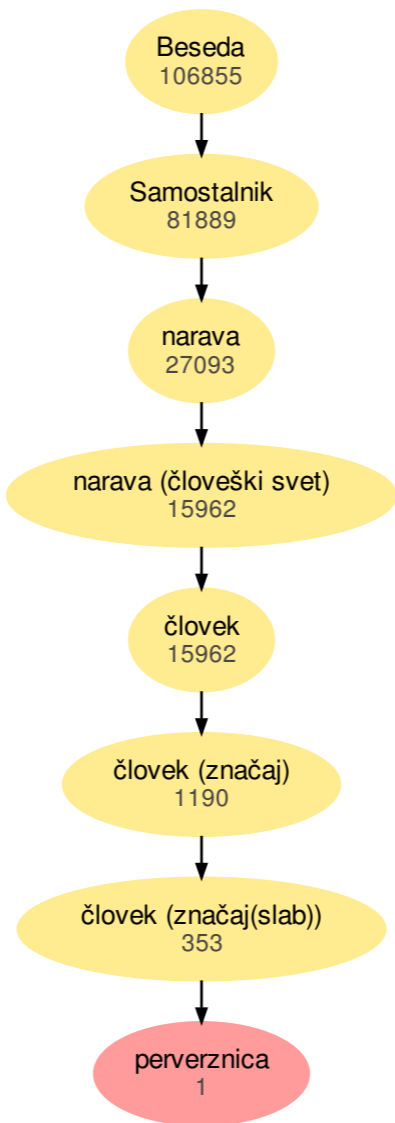 Beseda
106855
Samostalnik
81889
narava
27093
narava (človeški svet)
15962
človek
15962
človek (značaj)
1190
človek (značaj(slab))
353
perverznica
1